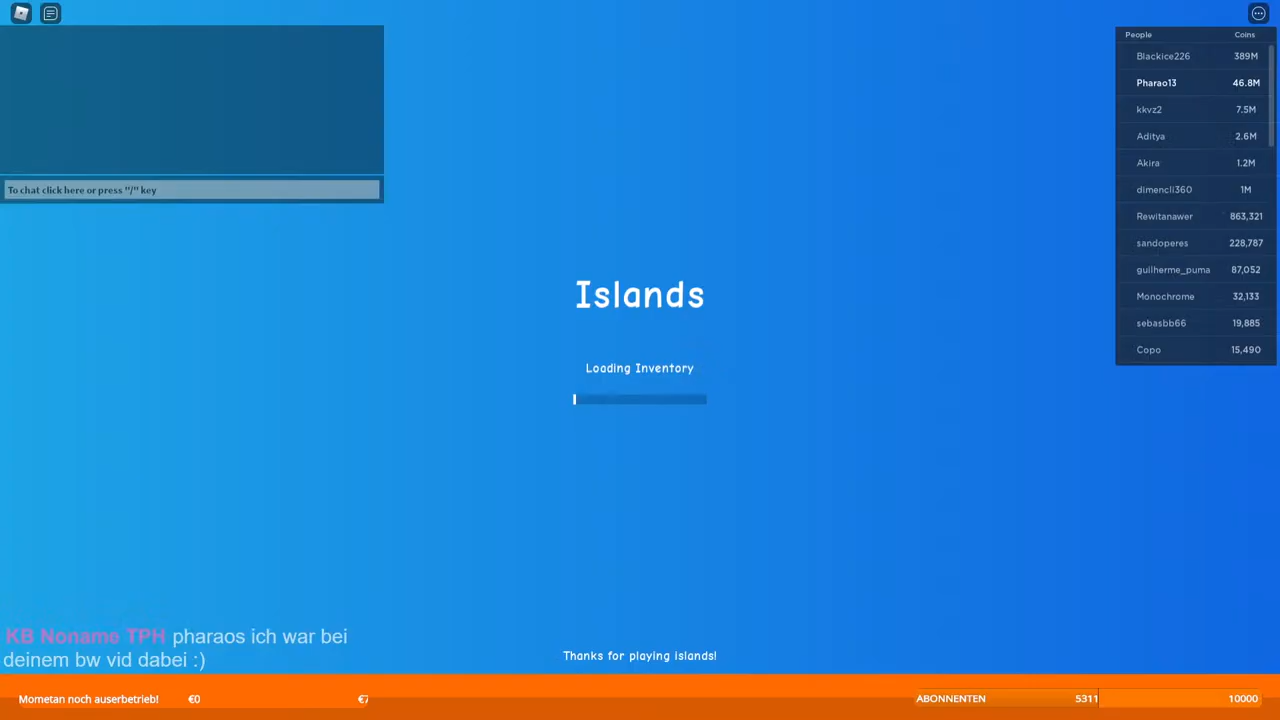 To chat click here or press "/" key
People Coins
Blackice226 389M
Pharao13 46.8M
kkvz2 7.5M
Aditya 2.6M
Akira 1.2M
dimencli360 1M
Rewitanawer 863,321
sandoperes 228,787
guilherme_puma 87,052
Monochrome 32,133
sebasbb66 19,885
Copo 15,490
Islands
Loading Inventory
KB Noname TPH pharaos ich war bei
deinem bw vid dabei :)
Thanks for playing islands!
Mometan noch auserbetrieb! €0 €7
ABONNENTEN 5311 10000